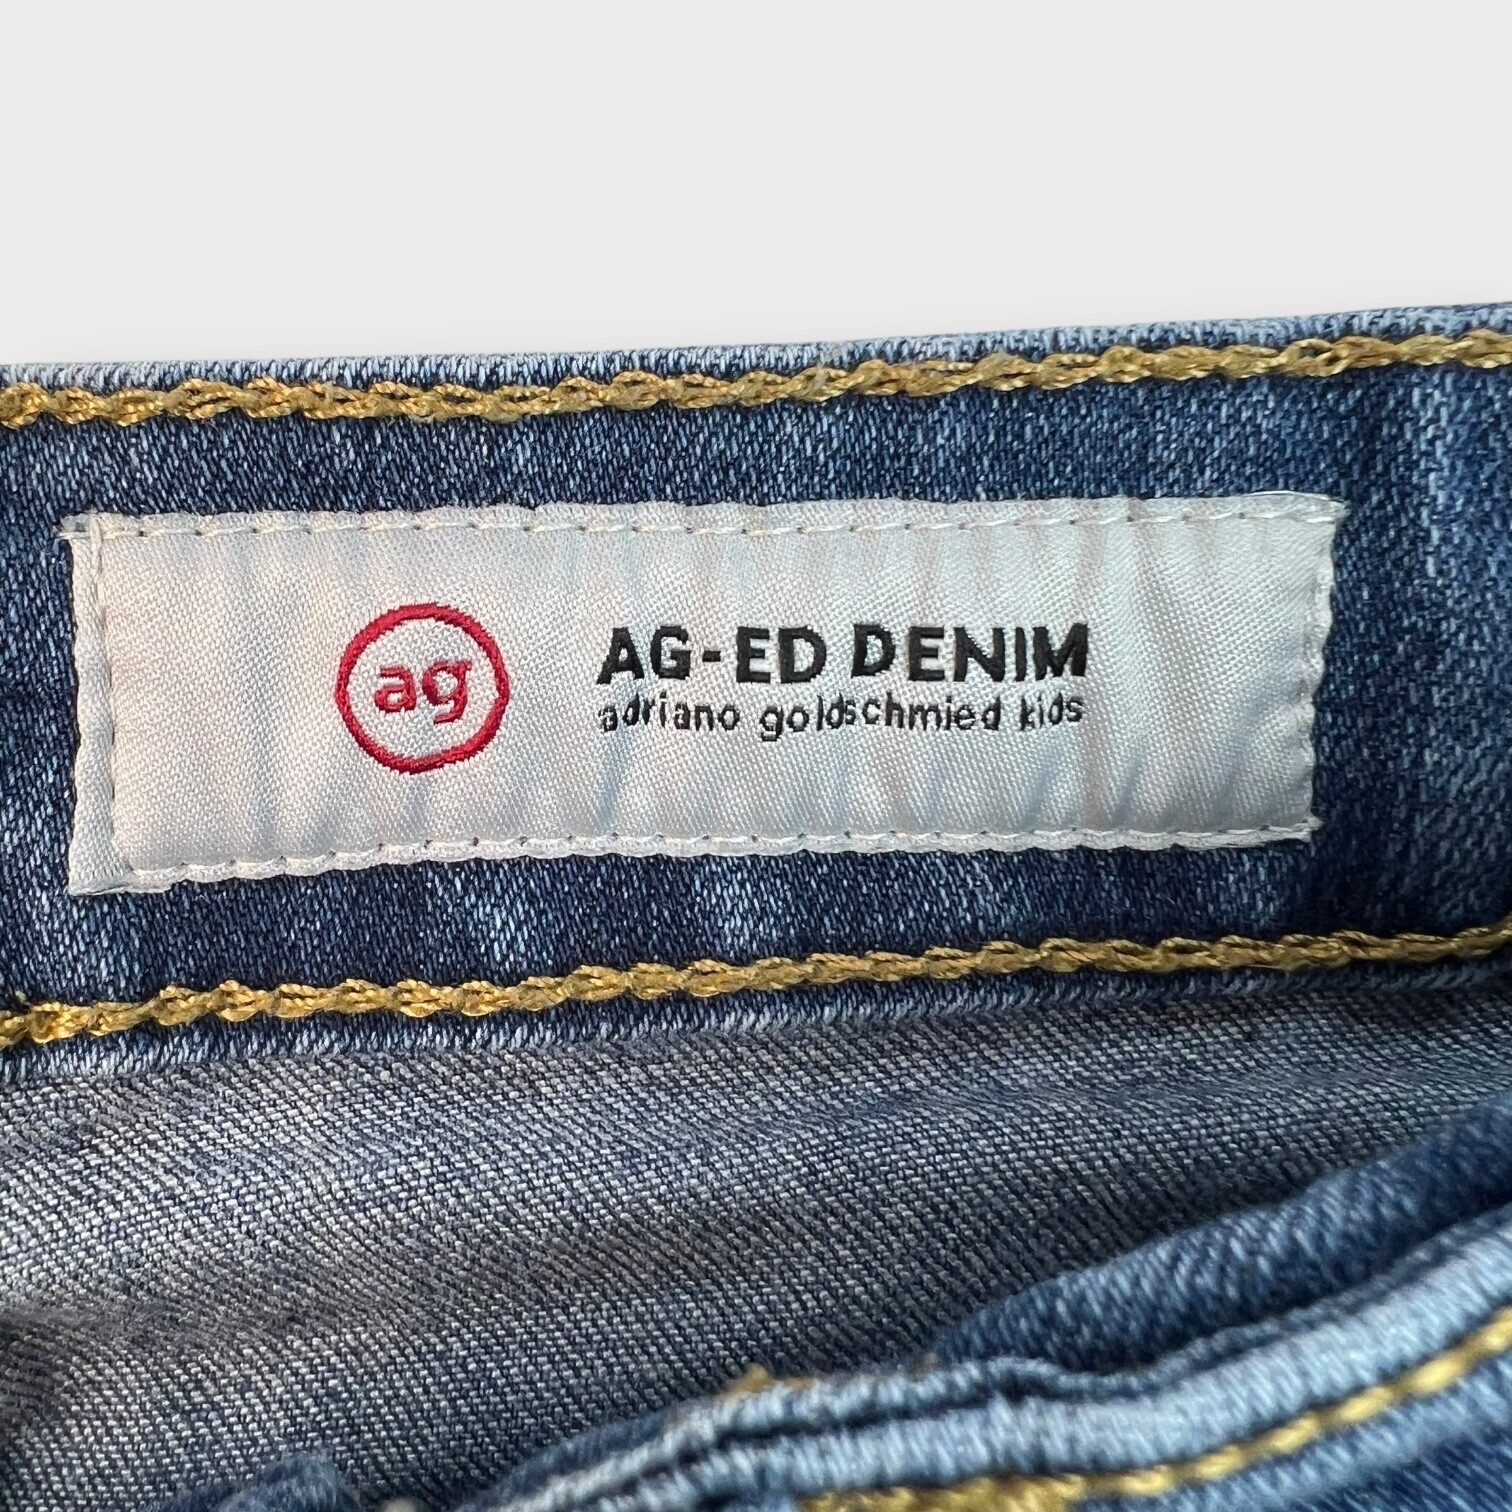 ag
AG-ED DENIM
adriano goldschmied kids